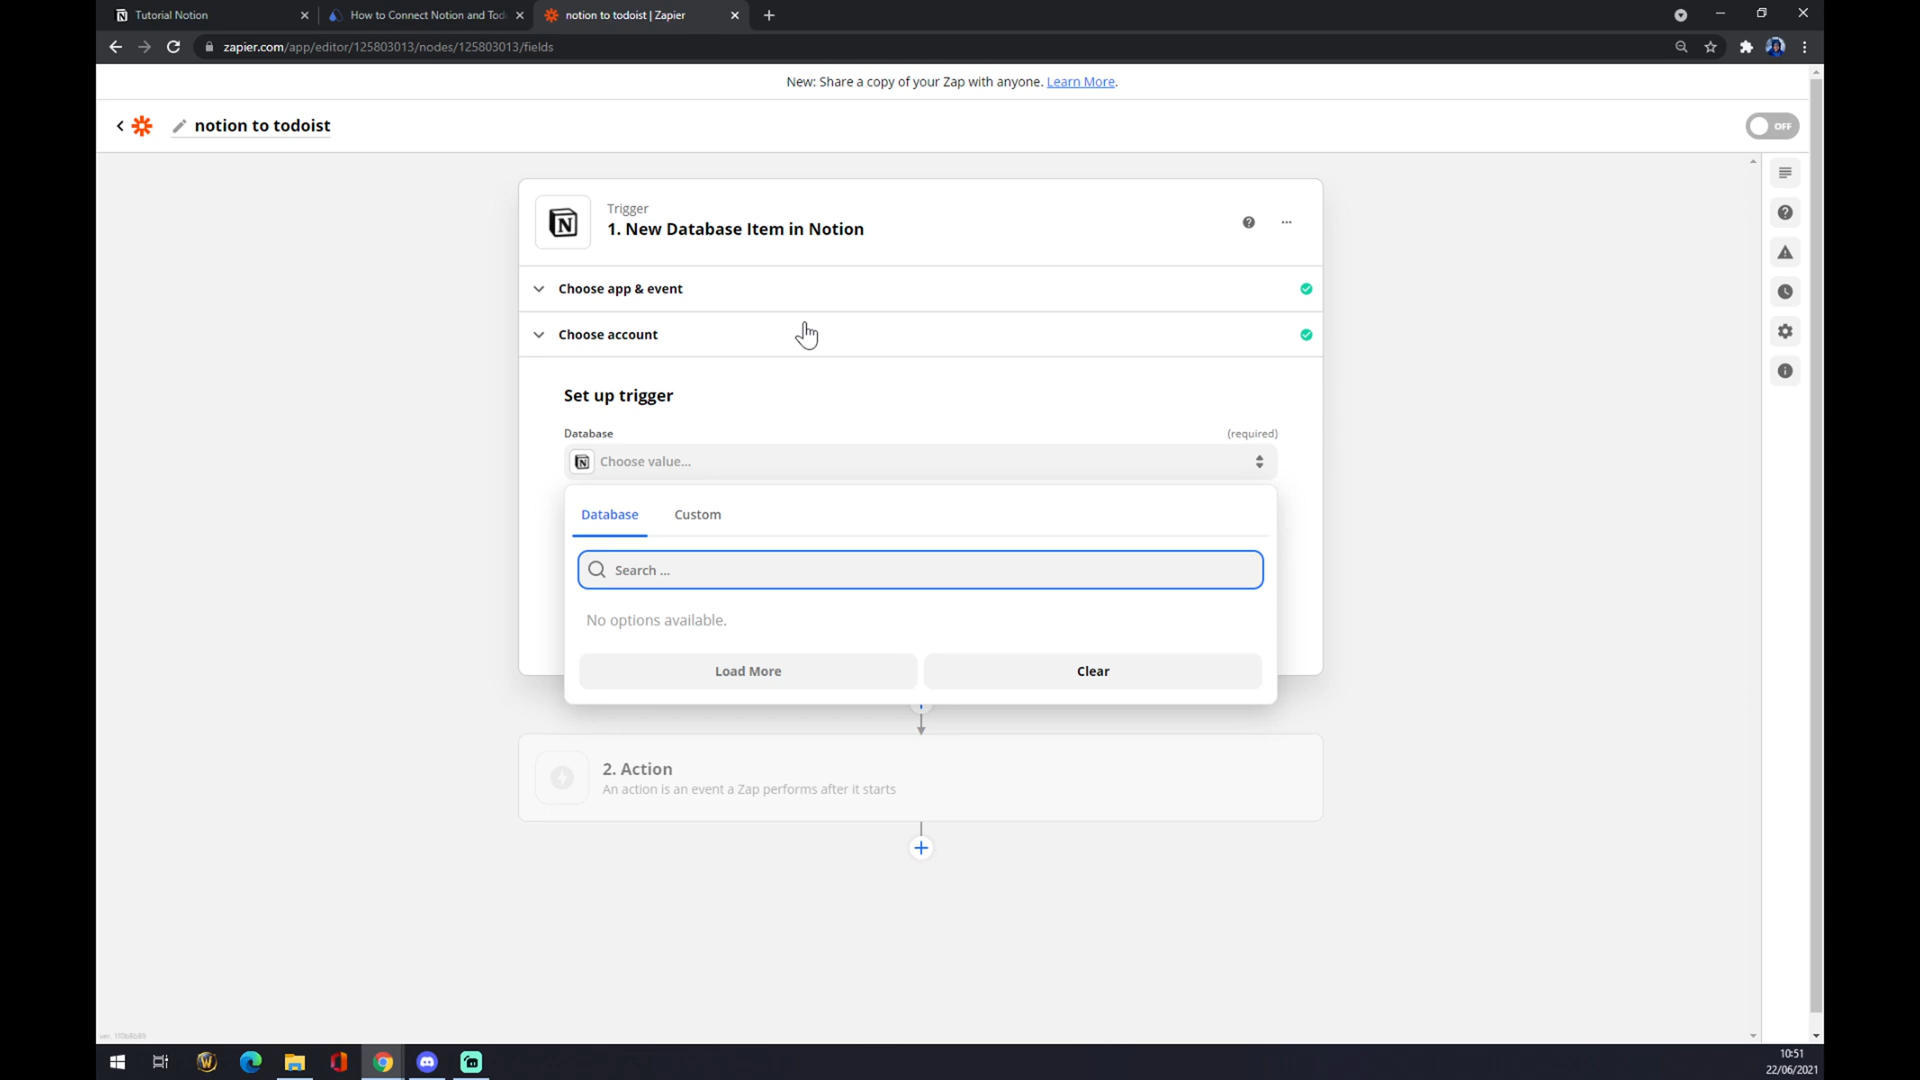 Tutorial Notion
How to Connect Notion and Tod
notion to todoist | Zapier
zapier.com/app/editor/125803013/nodes/125803013/fields
New: Share a copy of your Zap with anyone. Learn More.
notion to todoist
OFF
Trigger
1. New Database Item in Notion
Choose app & event
Choose account
Set up trigger
Database
(required)
Choose value...
Database
Custom
Search ...
No options available.
Load More
Clear
2. Action
An action is an event a Zap performs after it starts
10:51
22/06/2021